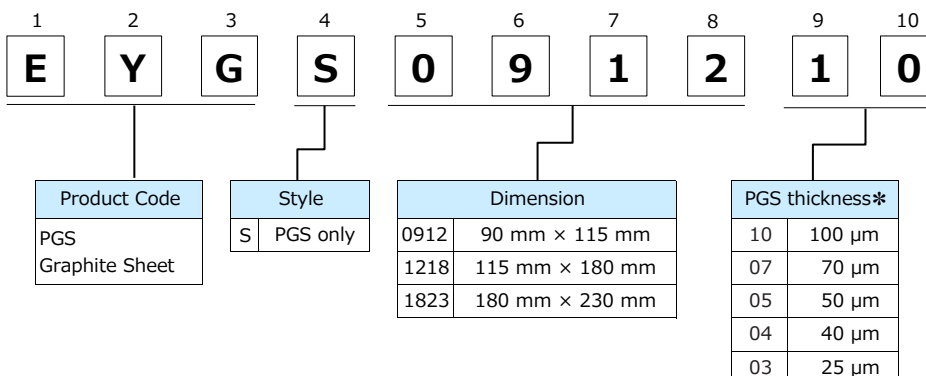 1 2 3 4 5 6 7 8 9 10
E Y G S 0 9 1 2 1 0
Product Code
PGS
Graphite Sheet
Style
S PGS only
Dimension
0912 90 mm × 115 mm
1218 115 mm × 180 mm
1823 180 mm × 230 mm
PGS thickness✻
10 100 μm
07 70 μm
05 50 μm
04 40 μm
03 25 μm